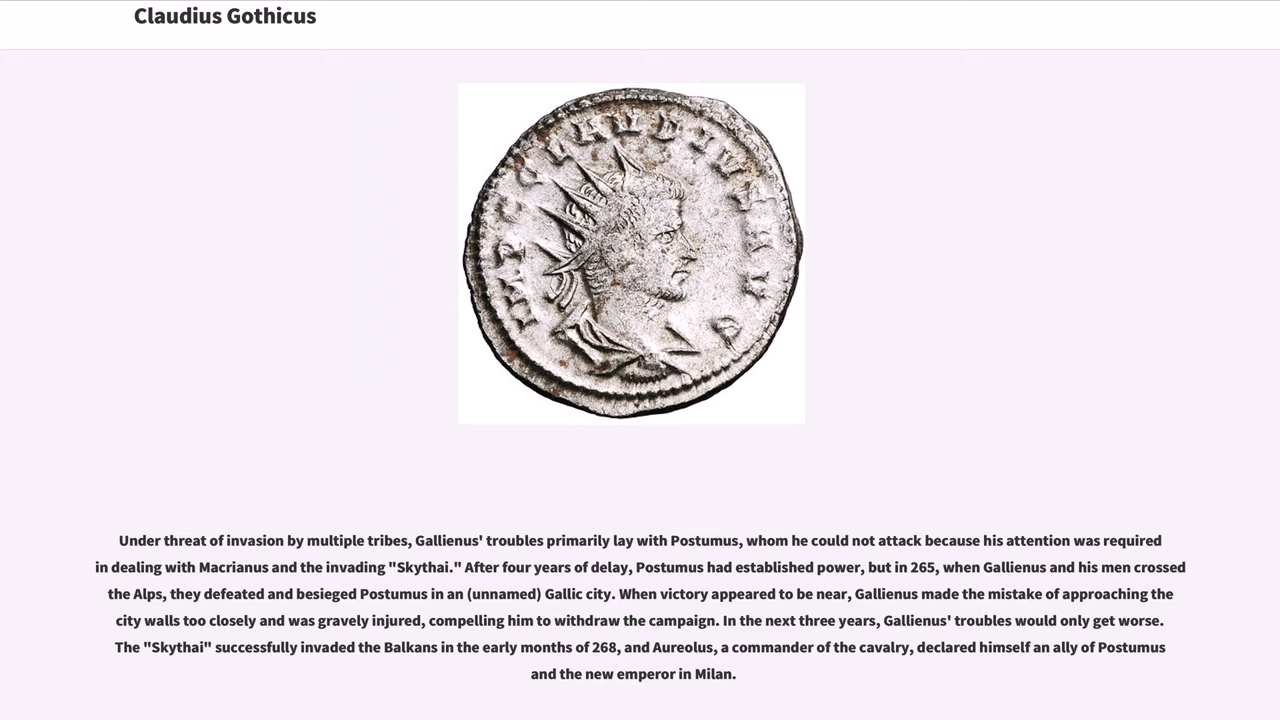 Claudius Gothicus
IMP C CLAUDIUS AUG
Under threat of invasion by multiple tribes, Gallienus' troubles primarily lay with Postumus, whom he could not attack because his attention was required
in dealing with Macrianus and the invading "Skythai." After four years of delay, Postumus had established power, but in 265, when Gallienus and his men crossed
the Alps, they defeated and besieged Postumus in an (unnamed) Gallic city. When victory appeared to be near, Gallienus made the mistake of approaching the
city walls too closely and was gravely injured, compelling him to withdraw the campaign. In the next three years, Gallienus' troubles would only get worse.
The "Skythai" successfully invaded the Balkans in the early months of 268, and Aureolus, a commander of the cavalry, declared himself an ally of Postumus
and the new emperor in Milan.